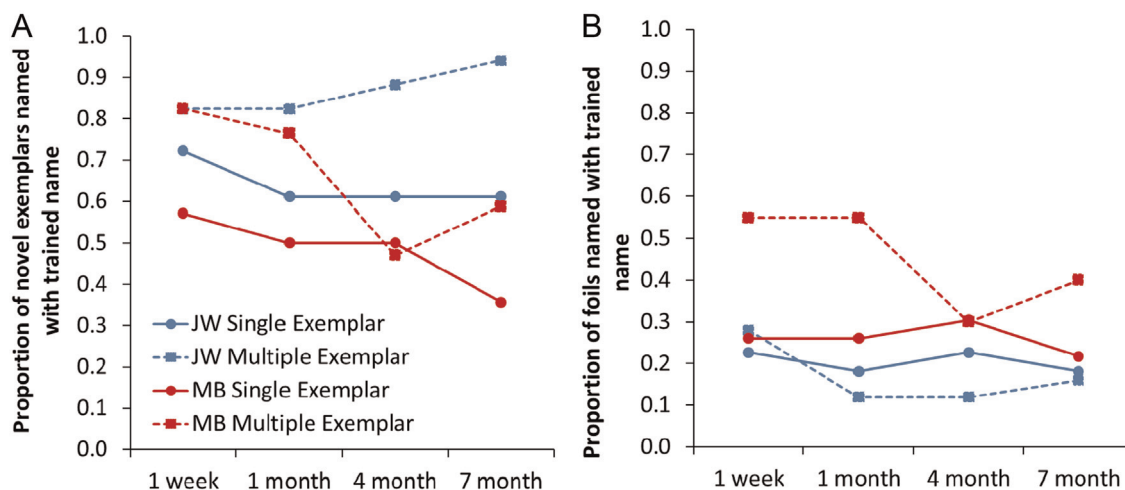 A
Proportion of novel exemplars named
with trained name
1.0
0.9
0.8
0.7
0.6
0.5
0.4
0.3
0.2
0.1
0.0
JW Single Exemplar
JW Multiple Exemplar
MB Single Exemplar
MB Multiple Exemplar
1 week 1 month 4 month 7 month
B
Proportion of foils named with trained
name
1.0
0.9
0.8
0.7
0.6
0.5
0.4
0.3
0.2
0.1
0.0
1 week 1 month 4 month 7 month